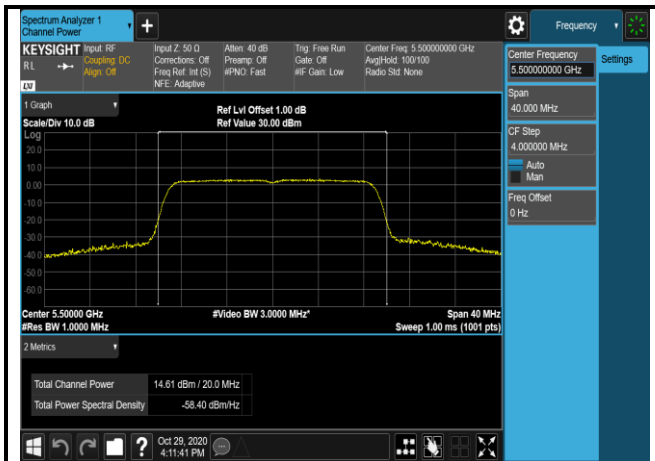 Spectrum Analyzer 1
Channel Power
+
Frequency
KEYSIGHT
R L
LXI
Input: RF
Coupling: DC
Align: Off
Input Z: 50 Ω
Corrections: Off
Freq Ref: Int (S)
NFE: Adaptive
Atten: 40 dB
Preamp: Off
#PNO: Fast
Trig: Free Run
Gate: Off
#IF Gain: Low
Center Freq: 5.500000000 GHz
Avg|Hold: 100/100
Radio Std: None
Center Frequency
5.500000000 GHz
Settings
Span
40.000 MHz
CF Step
4.000000 MHz
Auto
Man
Freq Offset
0 Hz
1 Graph
Scale/Div 10.0 dB
Ref Lvl Offset 1.00 dB
Ref Value 30.00 dBm
Log
20.0
10.0
0.00
-10.0
-20.0
-30.0
-40.0
-50.0
-60.0
Center 5.50000 GHz
#Video BW 3.0000 MHz*
Span 40 MHz
#Res BW 1.0000 MHz
Sweep 1.00 ms (1001 pts)
2 Metrics
Total Channel Power 14.61 dBm / 20.0 MHz
Total Power Spectral Density -58.40 dBm/Hz
?
Oct 29, 2020
4:11:41 PM